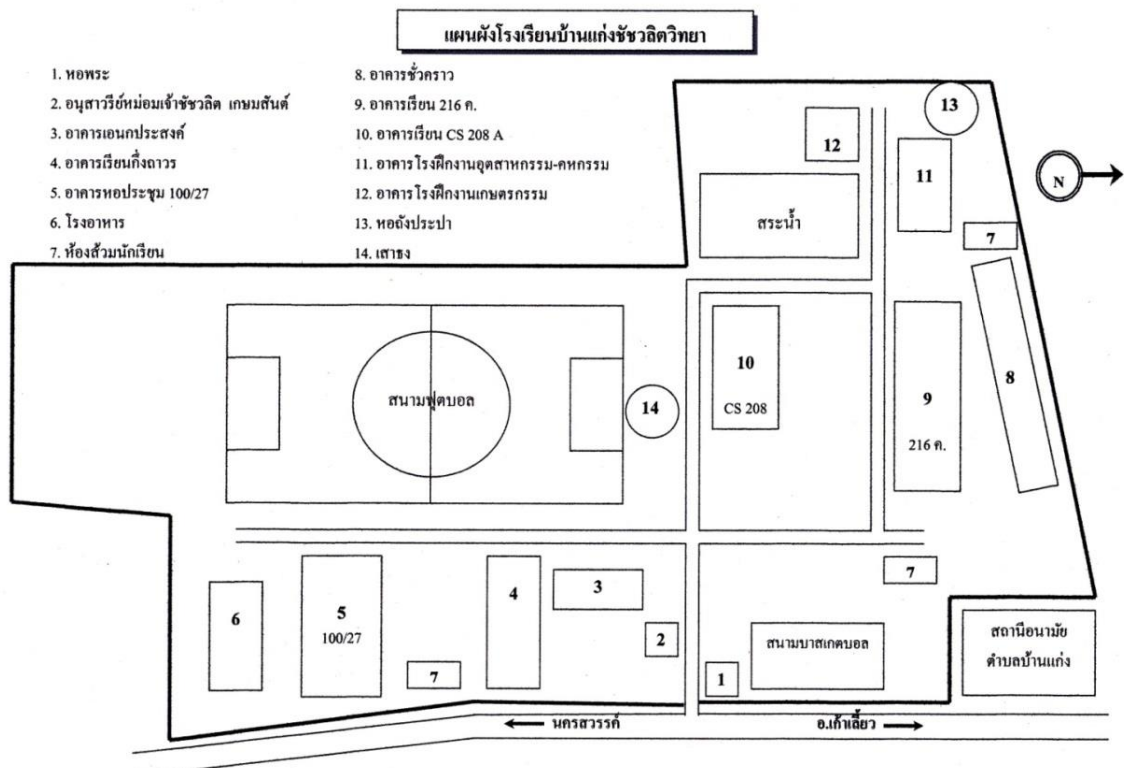 แผนผังโรงเรียนบ้านแก่งชัชวลิตวิทยา
1. หอพระ
2. อนุสาวรีย์หม่อมเจ้าชัชวลิต เกษมสันต์
3. อาคารเอนกประสงค์
4. อาคารเรียนกึ่งถาวร
5. อาคารหอประชุม 100/27
6. โรงอาหาร
7. ห้องส้วมนักเรียน
8. อาคารชั่วคราว
9. อาคารเรียน 216 ค.
10. อาคารเรียน CS 208 A
11. อาคารโรงฝึกงานอุตสาหกรรม-คหกรรม
12. อาคารโรงฝึกงานเกษตรกรรม
13. หอถังประปา
14. เสาธง
13
12
11
N
สระน้ำ
7
10
CS 208
8
สนามฟุตบอล
14
9
216 ค.
7
6
5
100/27
4
3
2
7
1
สนามบาสเกตบอล
สถานีอนามัย
ตำบลบ้านแก่ง
นครสวรรค์
อ.เก้าเลี้ยว